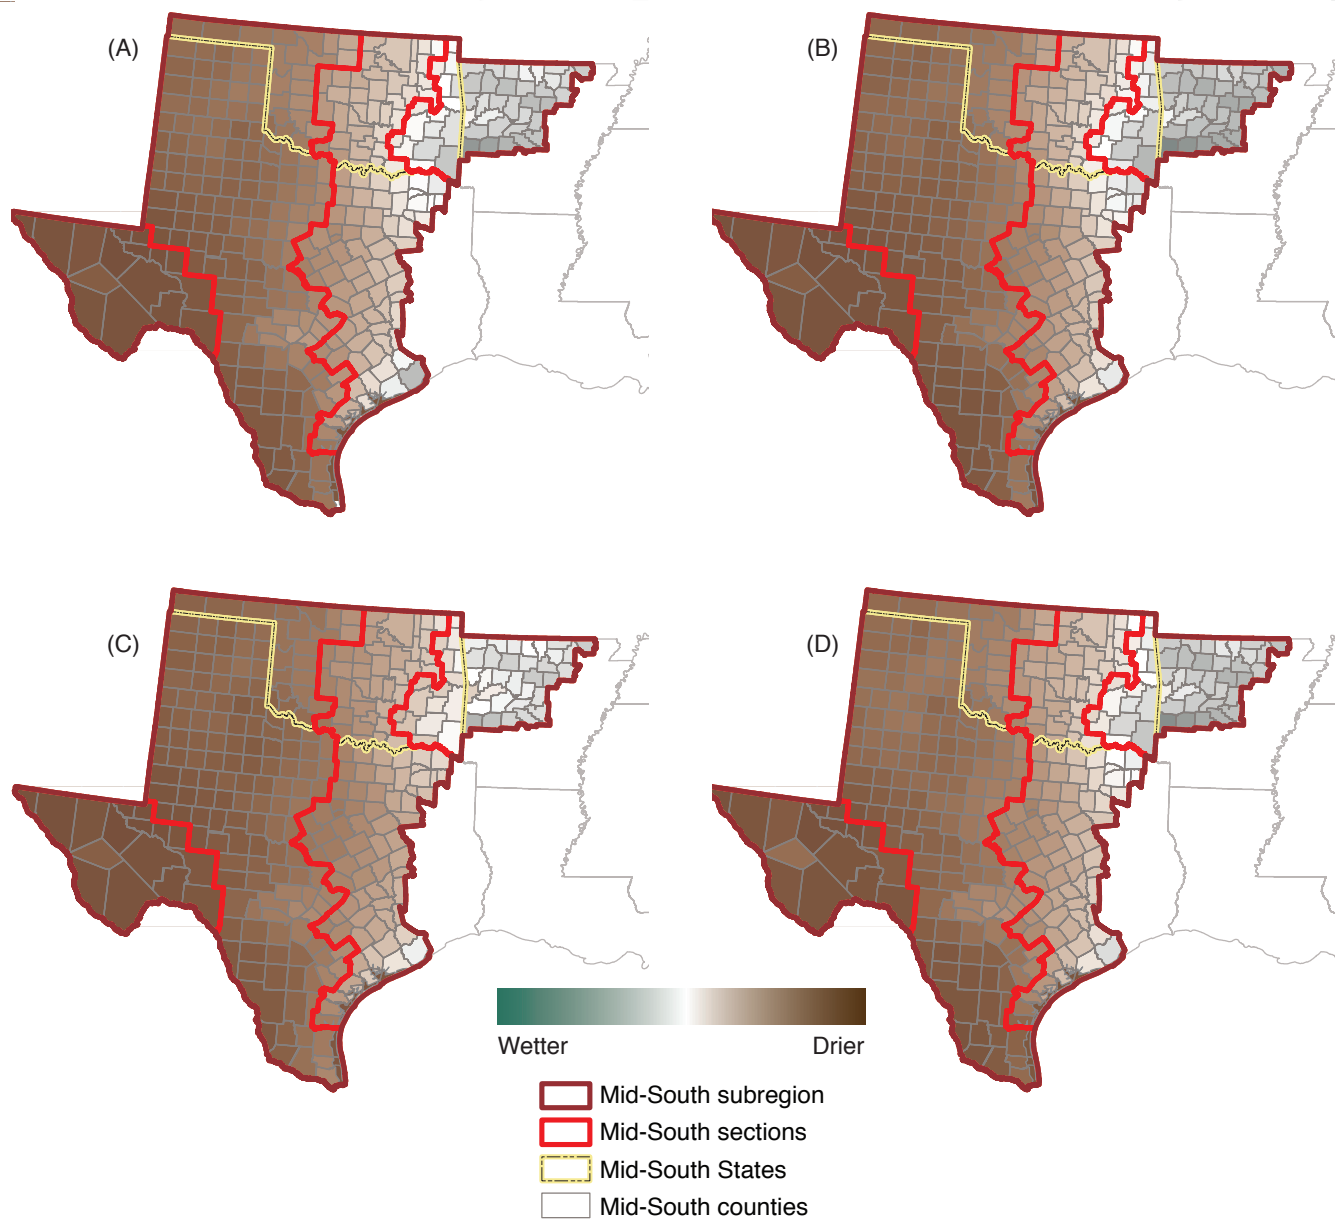 (A)
(B)
(C)
(D)
Wetter
Drier
Mid-South subregion
Mid-South sections
Mid-South States
Mid-South counties